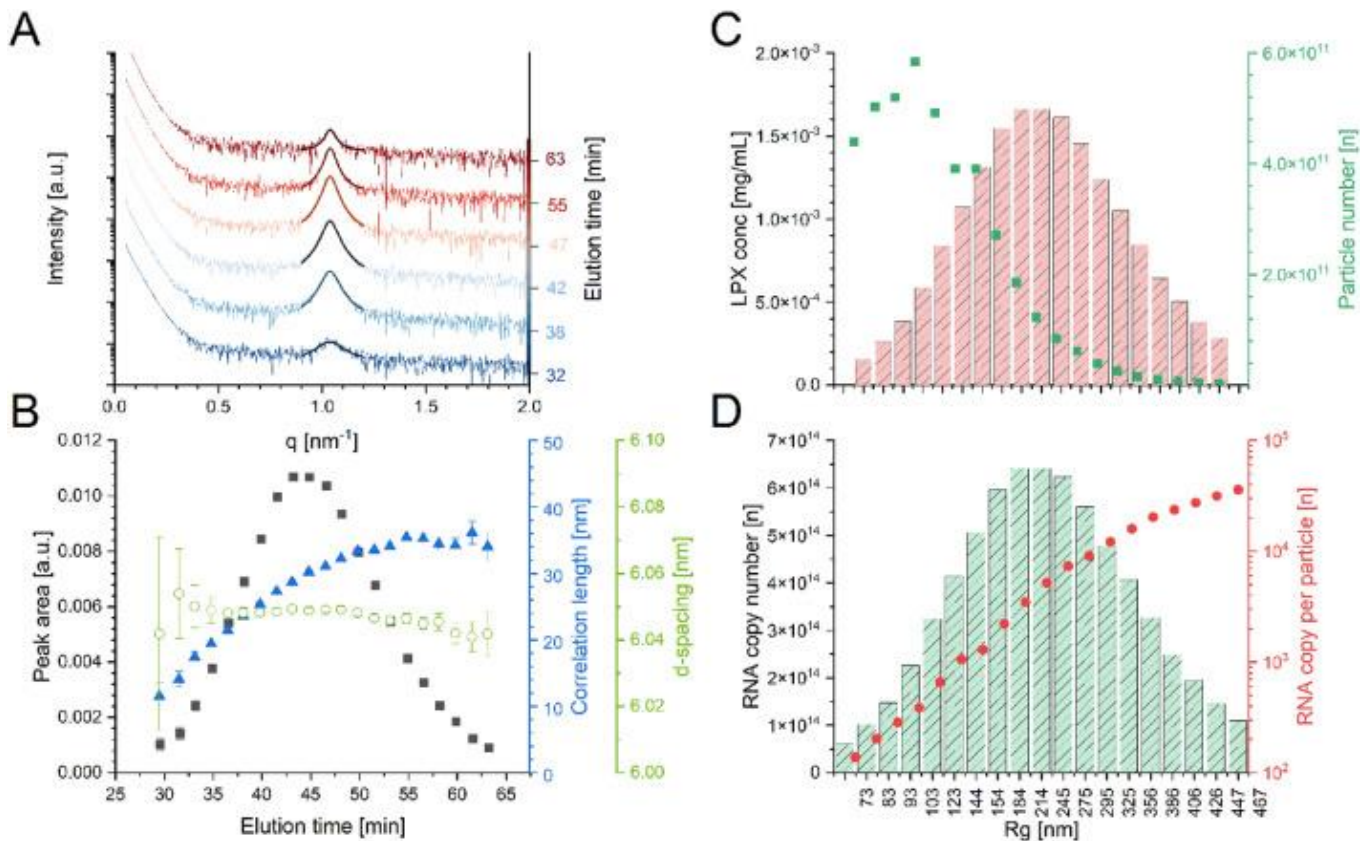 A
Intensity [a.u.]
63
55
47
42
38
32
Elution time [min]
0.0 0.5 1.0 1.5 2.0
q [nm⁻¹]
B
0.012
0.010
0.008
0.006
0.004
0.002
0.000
Peak area [a.u.]
50
40
30
20
10
0
Correlation length [nm]
6.10
6.08
6.06
6.04
6.02
6.00
d-spacing [nm]
25 30 35 40 45 50 55 60 65
Elution time [min]
C
2.0×10⁻³
1.5×10⁻³
1.0×10⁻³
5.0×10⁻⁴
0.0
LPX conc [mg/mL]
6.0×10¹¹
4.0×10¹¹
2.0×10¹¹
Particle number [n]
D
7×10¹⁴
6×10¹⁴
5×10¹⁴
4×10¹⁴
3×10¹⁴
2×10¹⁴
1×10¹⁴
0
RNA copy number [n]
10⁵
10⁴
10³
10²
RNA copy per particle [n]
73 83 93 103 123 144 154 184 214 245 275 295 325 356 386 406 426 447 467
Rg [nm]